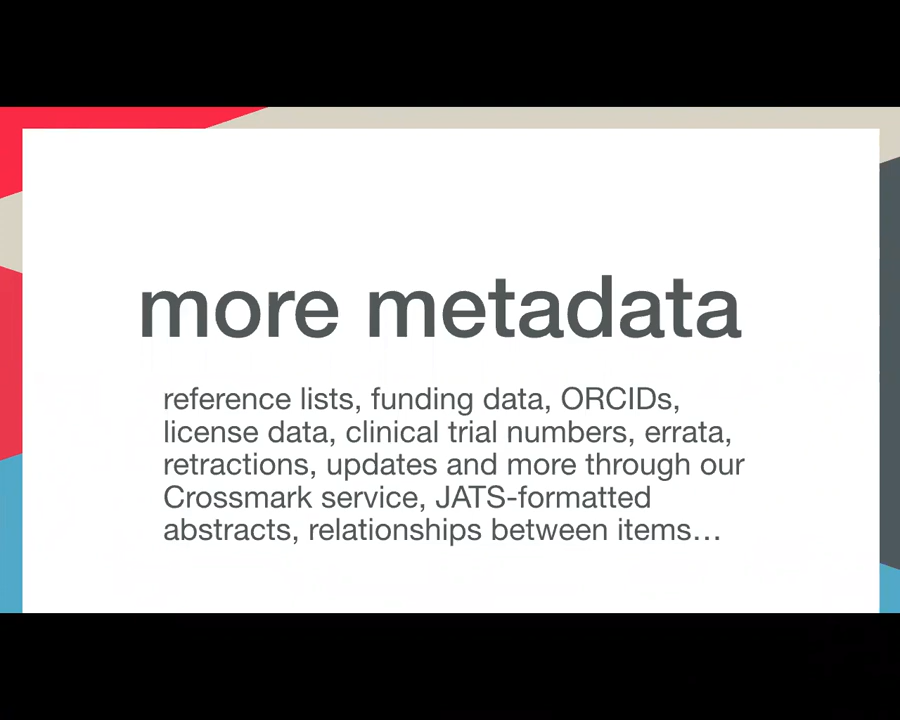 more metadata
reference lists, funding data, ORCIDs,
license data, clinical trial numbers, errata,
retractions, updates and more through our
Crossmark service, JATS-formatted
abstracts, relationships between items…